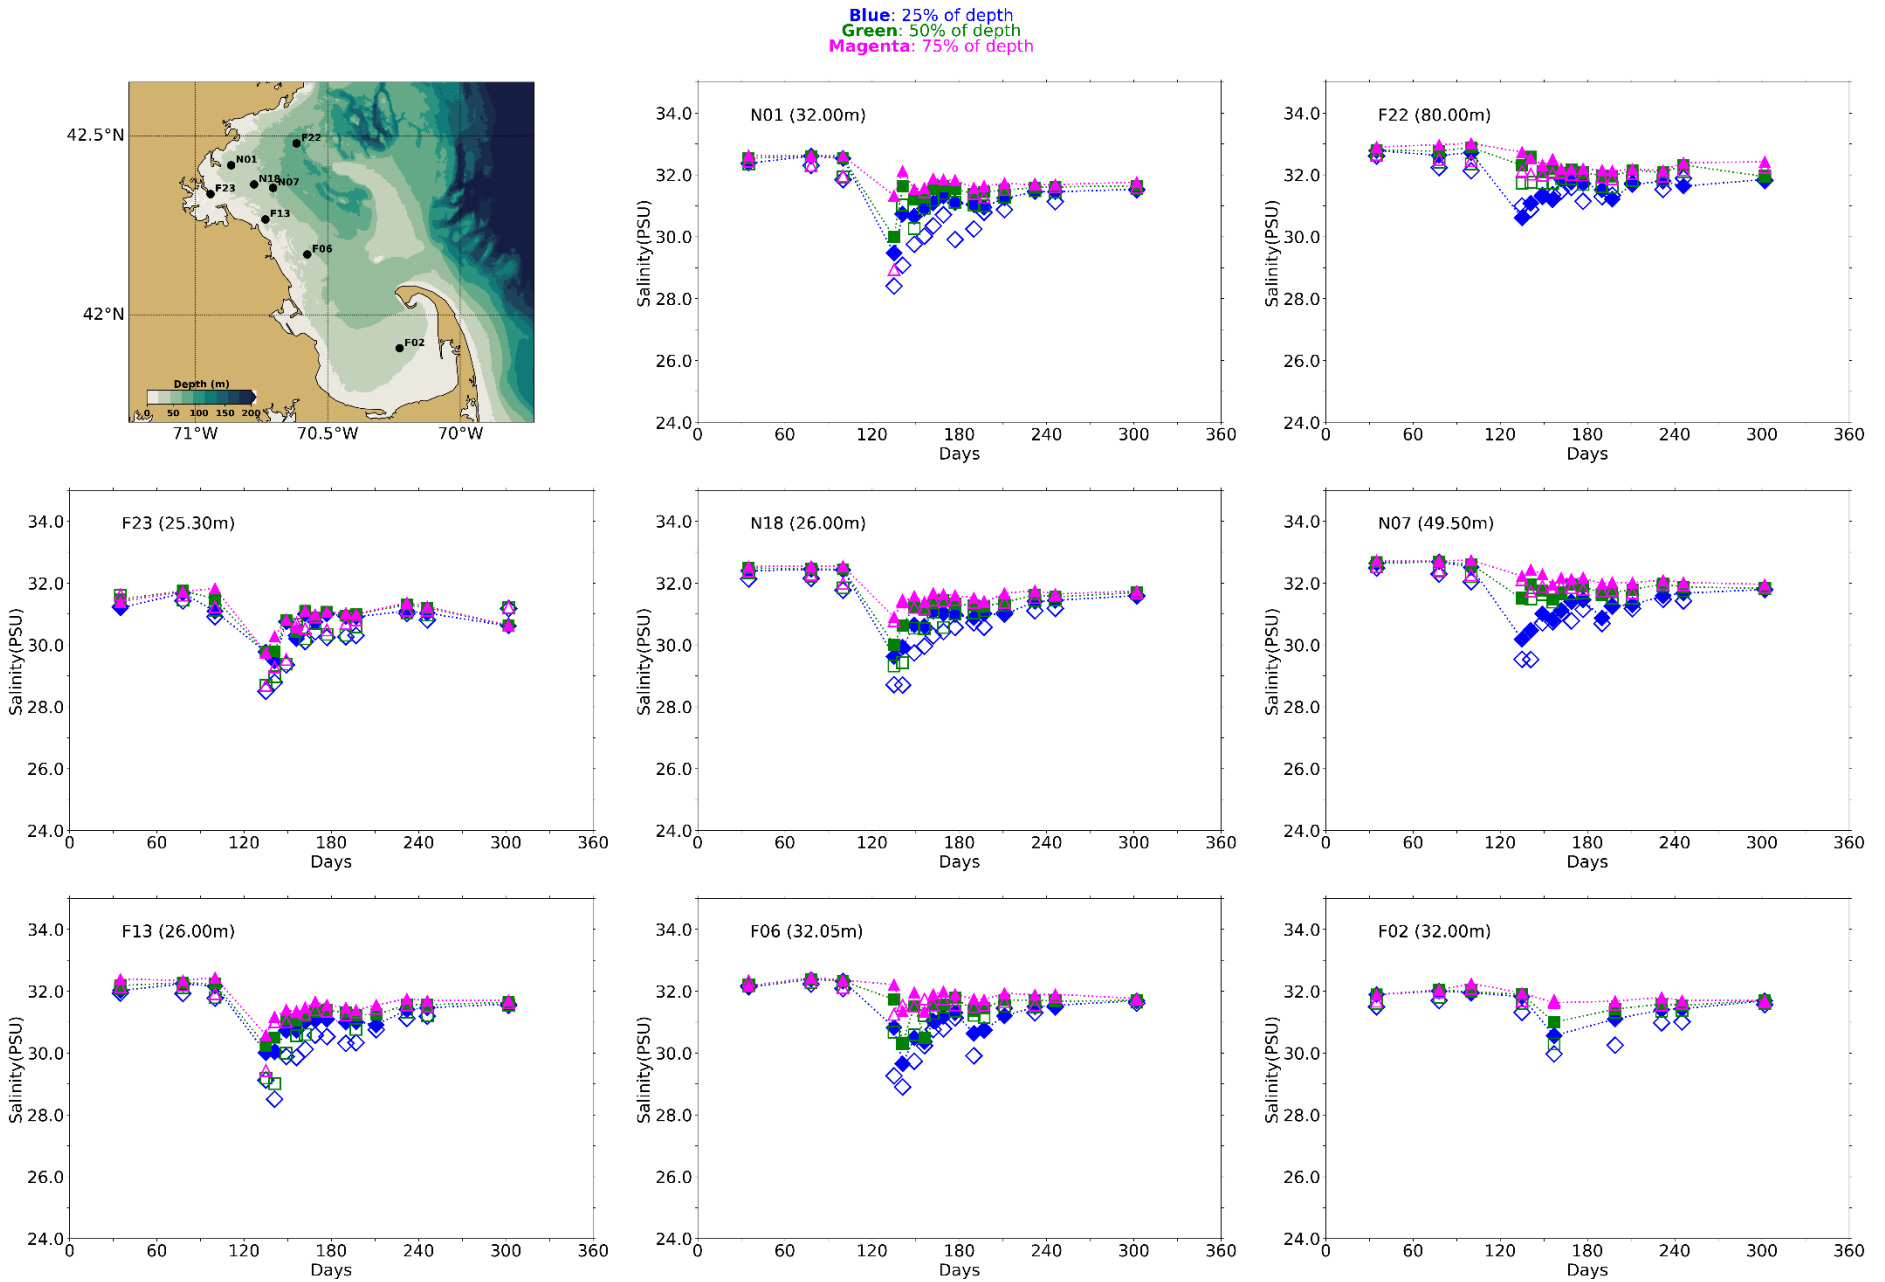 Blue: 25% of depth
Green: 50% of depth
Magenta: 75% of depth
42.5°N
42°N
71°W
70.5°W
70°W
F22
N01
N18
N07
F23
F13
F06
F02
Depth (m)
0 50 100 150 200
N01 (32.00m)
Salinity(PSU)
34.0
32.0
30.0
28.0
26.0
24.0
0 60 120 180 240 300 360
Days
F22 (80.00m)
Salinity(PSU)
34.0
32.0
30.0
28.0
26.0
24.0
0 60 120 180 240 300 360
Days
F23 (25.30m)
Salinity(PSU)
34.0
32.0
30.0
28.0
26.0
24.0
0 60 120 180 240 300 360
Days
N18 (26.00m)
Salinity(PSU)
34.0
32.0
30.0
28.0
26.0
24.0
0 60 120 180 240 300 360
Days
N07 (49.50m)
Salinity(PSU)
34.0
32.0
30.0
28.0
26.0
24.0
0 60 120 180 240 300 360
Days
F13 (26.00m)
Salinity(PSU)
34.0
32.0
30.0
28.0
26.0
24.0
0 60 120 180 240 300 360
Days
F06 (32.05m)
Salinity(PSU)
34.0
32.0
30.0
28.0
26.0
24.0
0 60 120 180 240 300 360
Days
F02 (32.00m)
Salinity(PSU)
34.0
32.0
30.0
28.0
26.0
24.0
0 60 120 180 240 300 360
Days